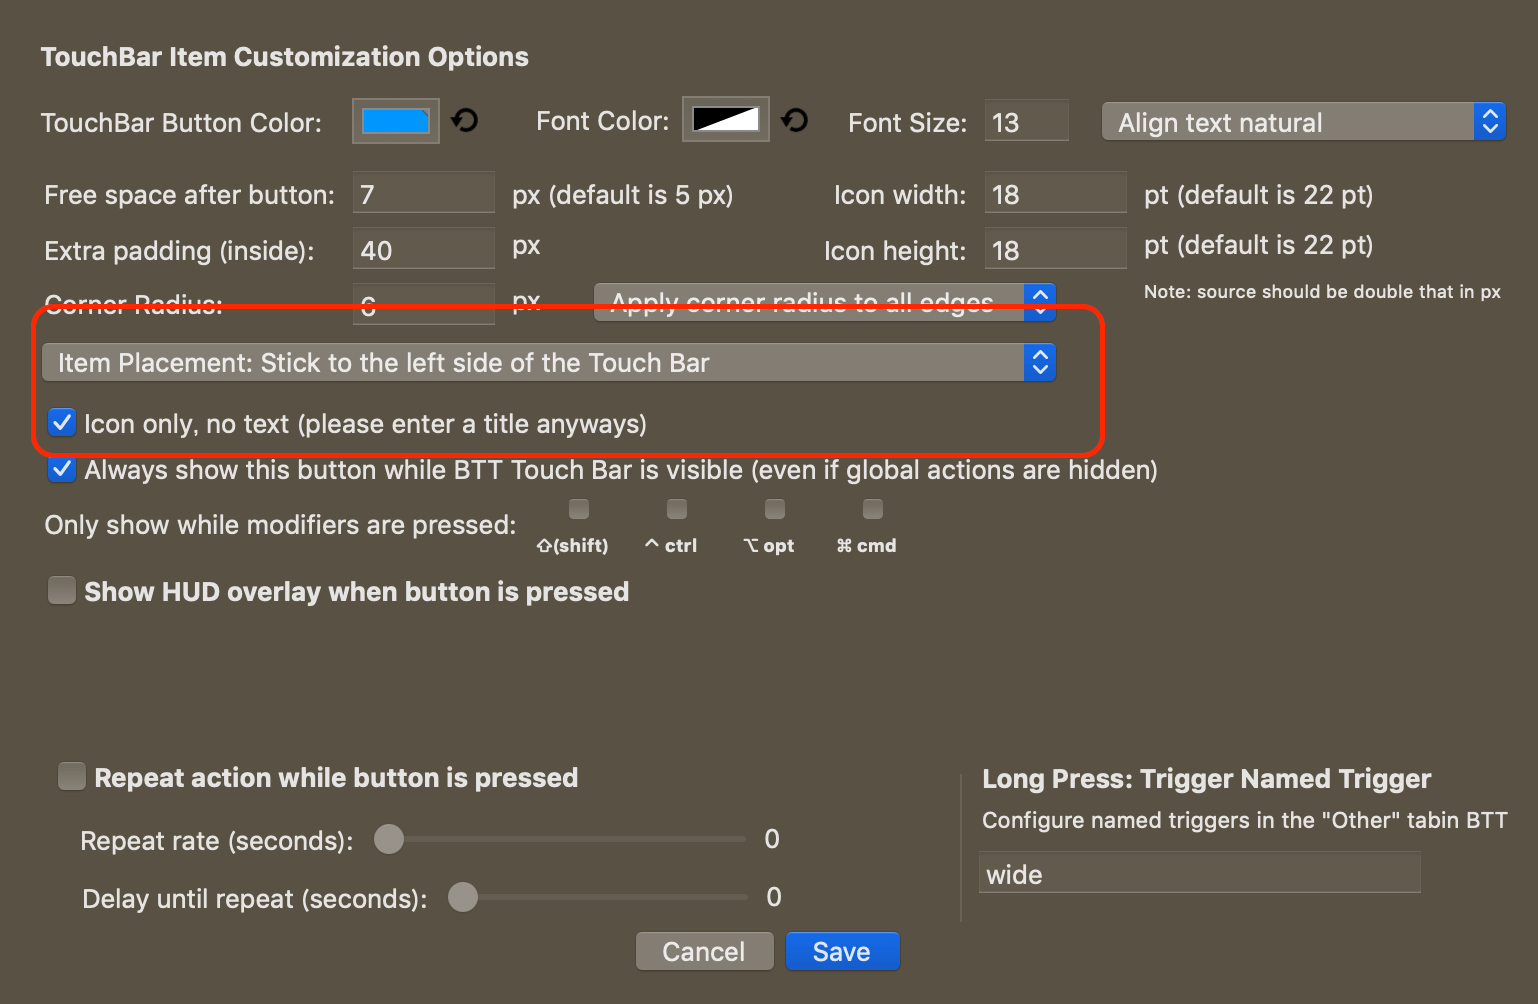 TouchBar Item Customization Options
TouchBar Button Color: Font Color: Font Size: 13 Align text natural
Free space after button: 7 px (default is 5 px) Icon width: 18 pt (default is 22 pt)
Extra padding (inside): 40 px Icon height: 18 pt (default is 22 pt)
Corner Radius: 6 px Apply corner radius to all edges Note: source should be double that in px
Item Placement: Stick to the left side of the Touch Bar
Icon only, no text (please enter a title anyways)
Always show this button while BTT Touch Bar is visible (even if global actions are hidden)
Only show while modifiers are pressed: ⇧(shift) ^ ctrl ⌥ opt ⌘ cmd
Show HUD overlay when button is pressed
Repeat action while button is pressed
Repeat rate (seconds): 0
Delay until repeat (seconds): 0
Long Press: Trigger Named Trigger
Configure named triggers in the "Other" tabin BTT
wide
Cancel Save